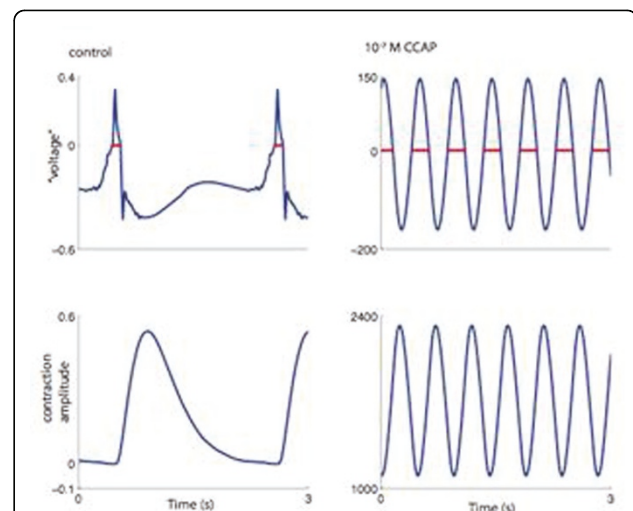 control
10⁻⁷ M CCAP
0.4
0
-0.6
"voltage"
150
0
-200
0.6
0
-0.1
contraction
amplitude
0
3
Time (s)
2400
1000
0
3
Time (s)